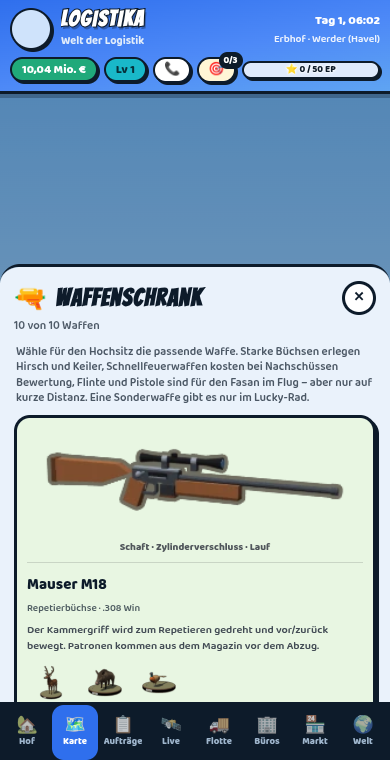 LOGISTIKA
Welt der Logistik
Tag 1, 06:02
Erbhof · Werder (Havel)
10,04 Mio. €
Lv 1
0/3
0 / 50 EP
WAFFENSCHRANK
×
10 von 10 Waffen
Wähle für den Hochsitz die passende Waffe. Starke Büchsen erlegen
Hirsch und Keiler, Schnellfeuerwaffen kosten bei Nachschüssen
Bewertung, Flinte und Pistole sind für den Fasan im Flug – aber nur auf
kurze Distanz. Eine Sonderwaffe gibt es nur im Lucky-Rad.
Schaft · Zylinderverschluss · Lauf
Mauser M18
Repetierbüchse · .308 Win
Der Kammergriff wird zum Repetieren gedreht und vor/zurück
bewegt. Patronen kommen aus dem Magazin vor dem Abzug.
Hof
Karte
Aufträge
Live
Flotte
Büros
Markt
Welt